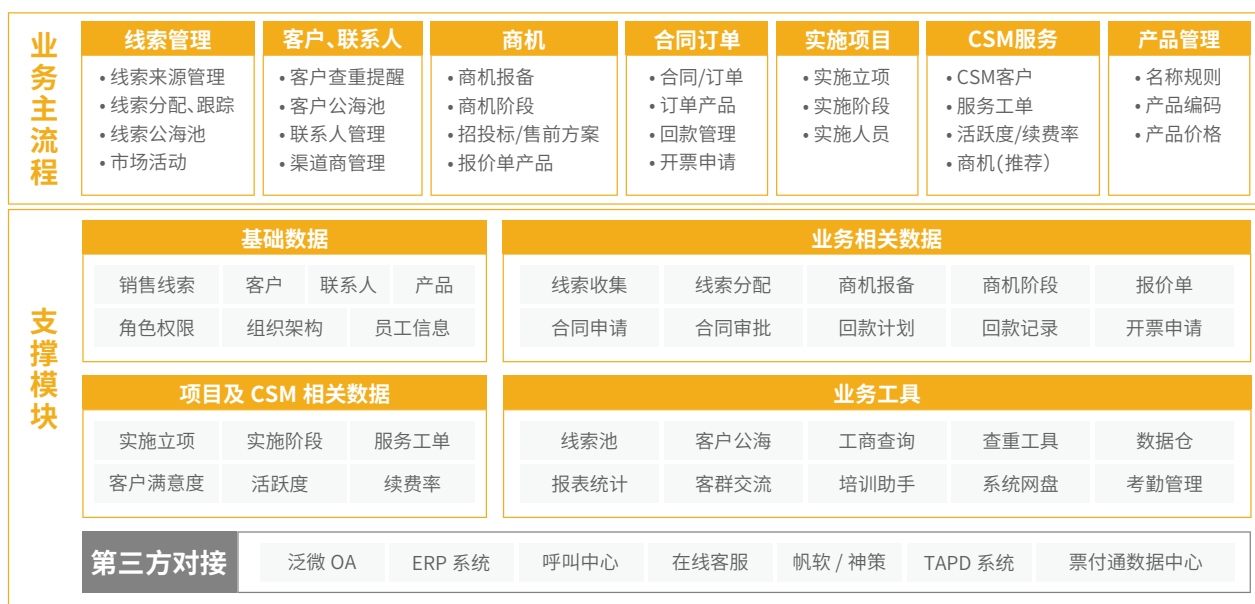 业务主流程
线索管理
• 线索来源管理
• 线索分配、跟踪
• 线索公海池
• 市场活动
客户、联系人
• 客户查重提醒
• 客户公海池
• 联系人管理
• 渠道商管理
商机
• 商机报备
• 商机阶段
• 招投标/售前方案
• 报价单产品
合同订单
• 合同/订单
• 订单产品
• 回款管理
• 开票申请
实施项目
• 实施立项
• 实施阶段
• 实施人员
CSM服务
• CSM客户
• 服务工单
• 活跃度/续费率
• 商机(推荐）
产品管理
• 名称规则
• 产品编码
• 产品价格
支撑模块
基础数据
销售线索 客户 联系人 产品
角色权限 组织架构 员工信息
业务相关数据
线索收集 线索分配 商机报备 商机阶段 报价单
合同申请 合同审批 回款计划 回款记录 开票申请
项目及 CSM 相关数据
实施立项 实施阶段 服务工单
客户满意度 活跃度 续费率
业务工具
线索池 客户公海 工商查询 查重工具 数据仓
报表统计 客群交流 培训助手 系统网盘 考勤管理
第三方对接 泛微 OA ERP 系统 呼叫中心 在线客服 帆软 / 神策 TAPD 系统 票付通数据中心